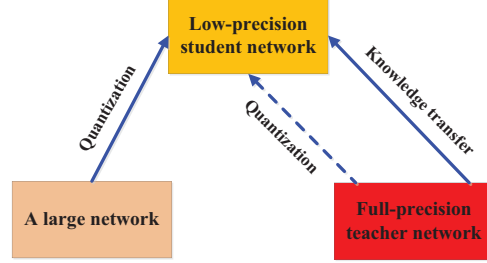 Low-precision
student network
Quantization
Quantization
Knowledge transfer
A large network
Full-precision
teacher network